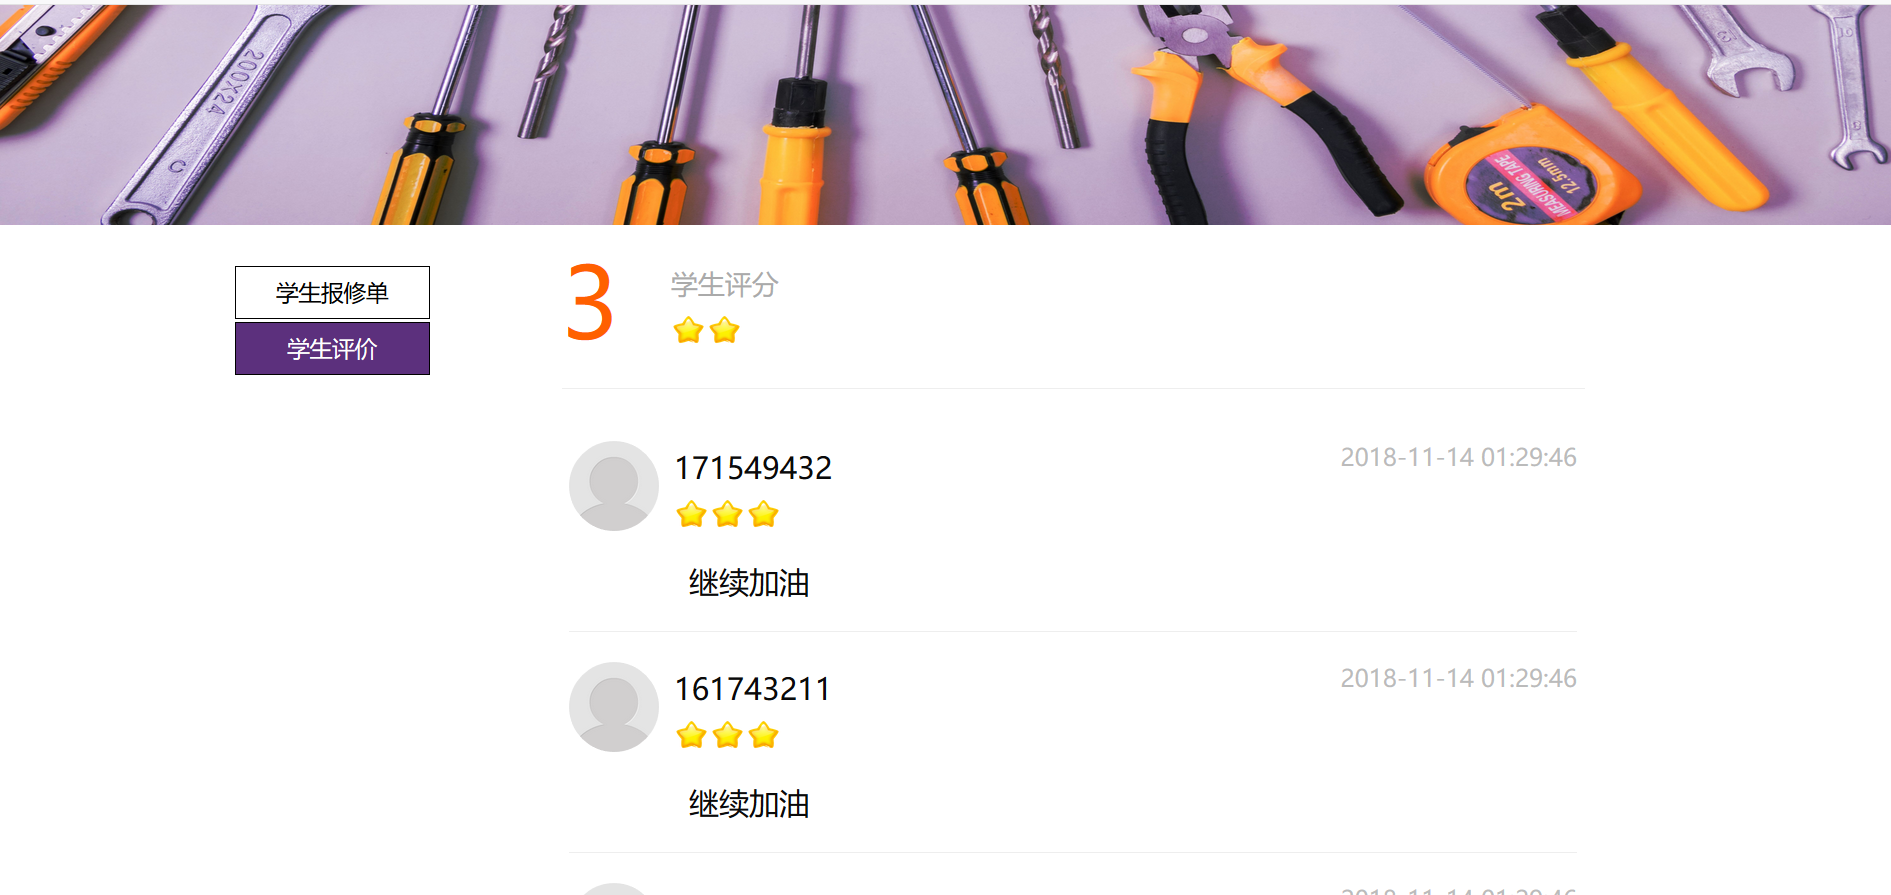 200X24
C
MEASURING TAPE
2m
12.5mm
学生报修单
学生评价
3
学生评分
171549432
2018-11-14 01:29:46
继续加油
161743211
2018-11-14 01:29:46
继续加油